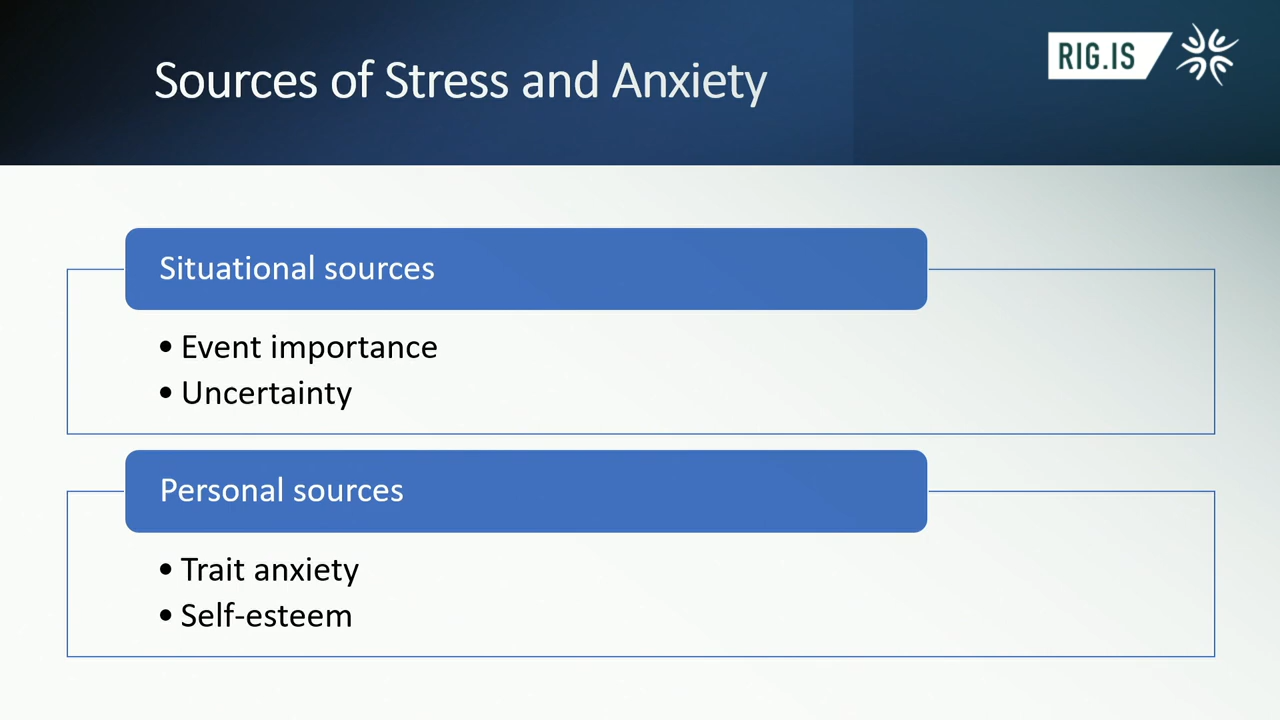 Sources of Stress and Anxiety
RIG.IS
Situational sources
• Event importance
• Uncertainty
Personal sources
• Trait anxiety
• Self-esteem